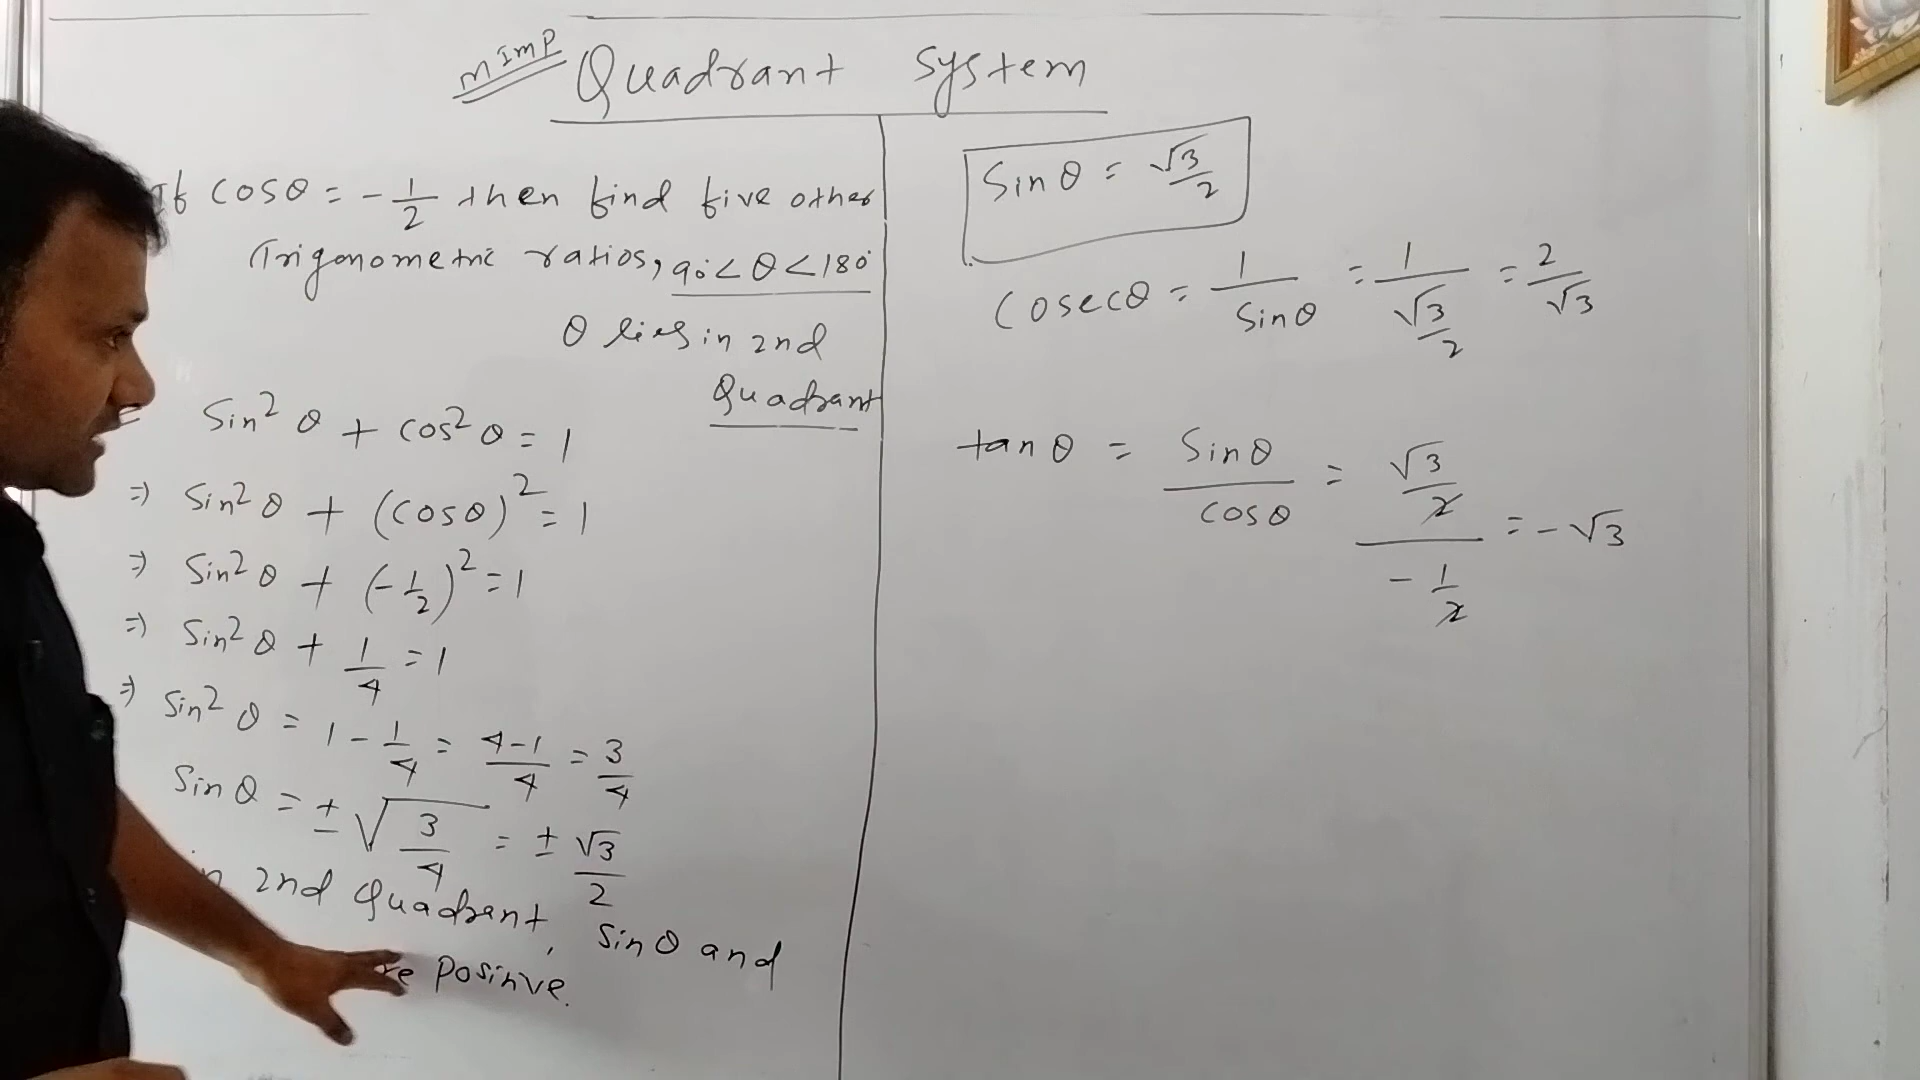 M IMP Quadrant System
If cosθ = -1/2 then find five other
Trigonometric ratios, 90°<θ<180°
θ lies in 2nd
Quadrant
Sin²θ + cos²θ = 1
⇒ Sin²θ + (cosθ)² = 1
⇒ Sin²θ + (-1/2)² = 1
⇒ Sin²θ + 1/4 = 1
⇒ Sin²θ = 1 - 1/4 = 4-1/4 = 3/4
Sinθ = ±√3/4 = ± √3/2
in 2nd Quadrant, Sinθ and
positive.
Sinθ = √3/2
Cosecθ = 1/Sinθ = 1/√3/2 = 2/√3
tanθ = Sinθ/cosθ = √3/2/-1/2 = -√3